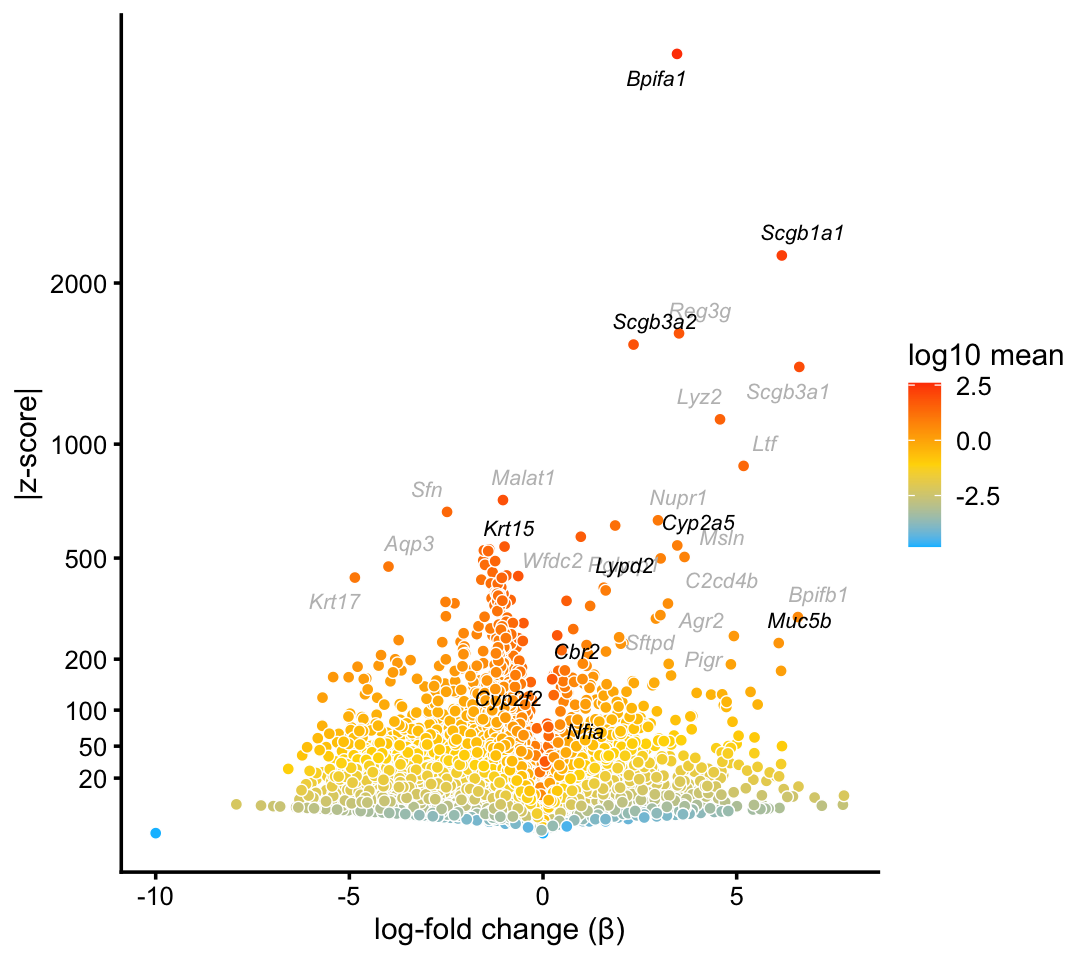 Bpifa1
Scgb1a1
Reg3g
Scgb3a2
Scgb3a1
Lyz2
Ltf
Sfn
Malat1
Nupr1
Krt15
Cyp2a5
Msln
Aqp3
Wfdc2
Lypd2
C2cd4b
Krt17
Bpifb1
Agr2
Muc5b
Sftpd
Cbr2
Pigr
Cyp2f2
Nfia
2000
1000
500
200
100
50
20
|z-score|
-10
-5
0
5
log-fold change (β)
log10 mean
2.5
0.0
-2.5